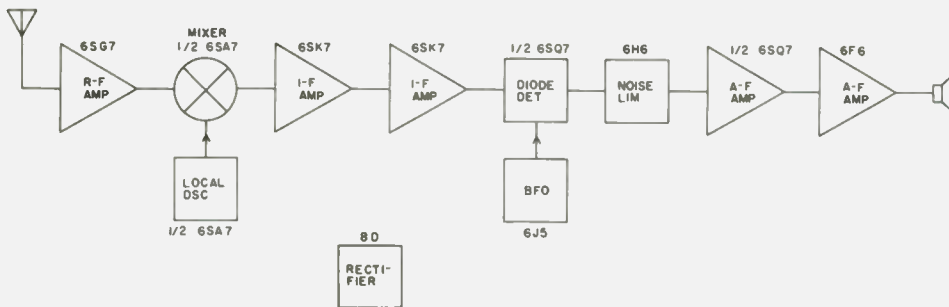 6SG7
R-F
AMP
MIXER
1/2 6SA7
LOCAL
OSC
1/2 6SA7
6SK7
I-F
AMP
6SK7
I-F
AMP
1/2 6SQ7
DIODE
DET
BFO
6J5
6H6
NOISE
LIM
1/2 6SQ7
A-F
AMP
6F6
A-F
AMP
80
RECTI-
FIER